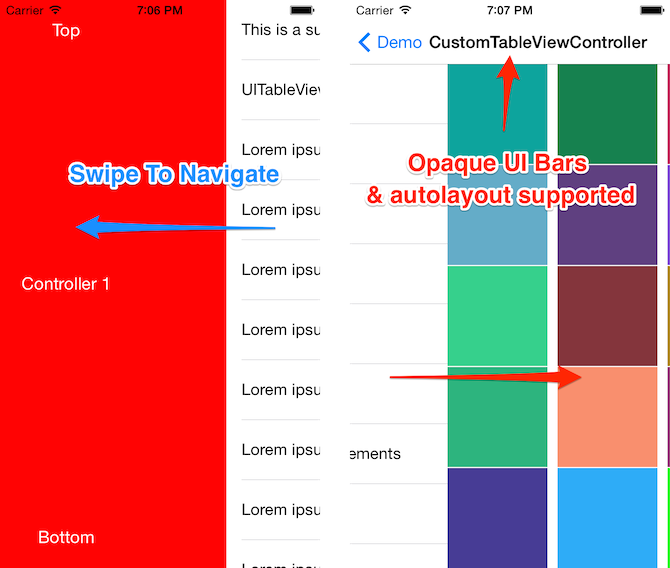 Carrier 7:06 PM
Top
This is a su
UITableView
Lorem ipsu
Swipe To Navigate
Lorem ipsu
Lorem ipsu
Controller 1
Lorem ipsu
Lorem ipsu
Lorem ipsu
Lorem ipsu
Bottom
Lorem ipsu
Carrier 7:07 PM
Demo CustomTableViewController
Opaque UI Bars
& autolayout supported
ements